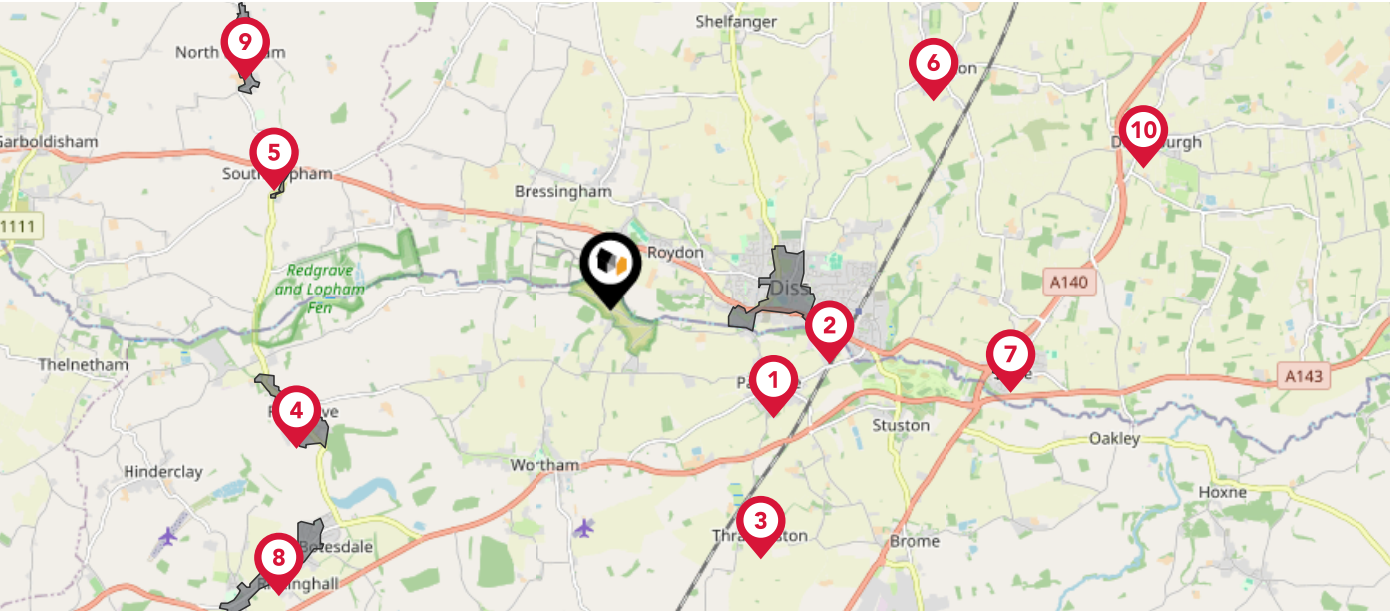 Shelfanger
9
North
6
10
Garboldisham
5
Bressingham
1111
Roydon
Redgrave
and Lopham
Fen
Diss
A140
2
7
Thelnetham
1
A143
4
Stuston
Oakley
Wortham
Hinderclay
Hoxne
3
Brome
8